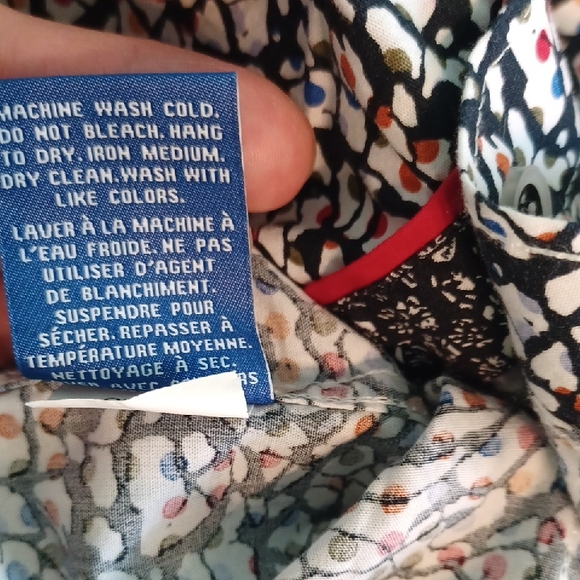 MACHINE WASH COLD.
DO NOT BLEACH. HANG
TO DRY. IRON MEDIUM.
DRY CLEAN. WASH WITH
LIKE COLORS.
LAVER À LA MACHINE À
L'EAU FROIDE. NE PAS
UTILISER D'AGENT
DE BLANCHIMENT.
SUSPENDRE POUR
SÉCHER. REPASSER À
TEMPÉRATURE MOYENNE.
NETTOYAGE À SEC.
AVEC